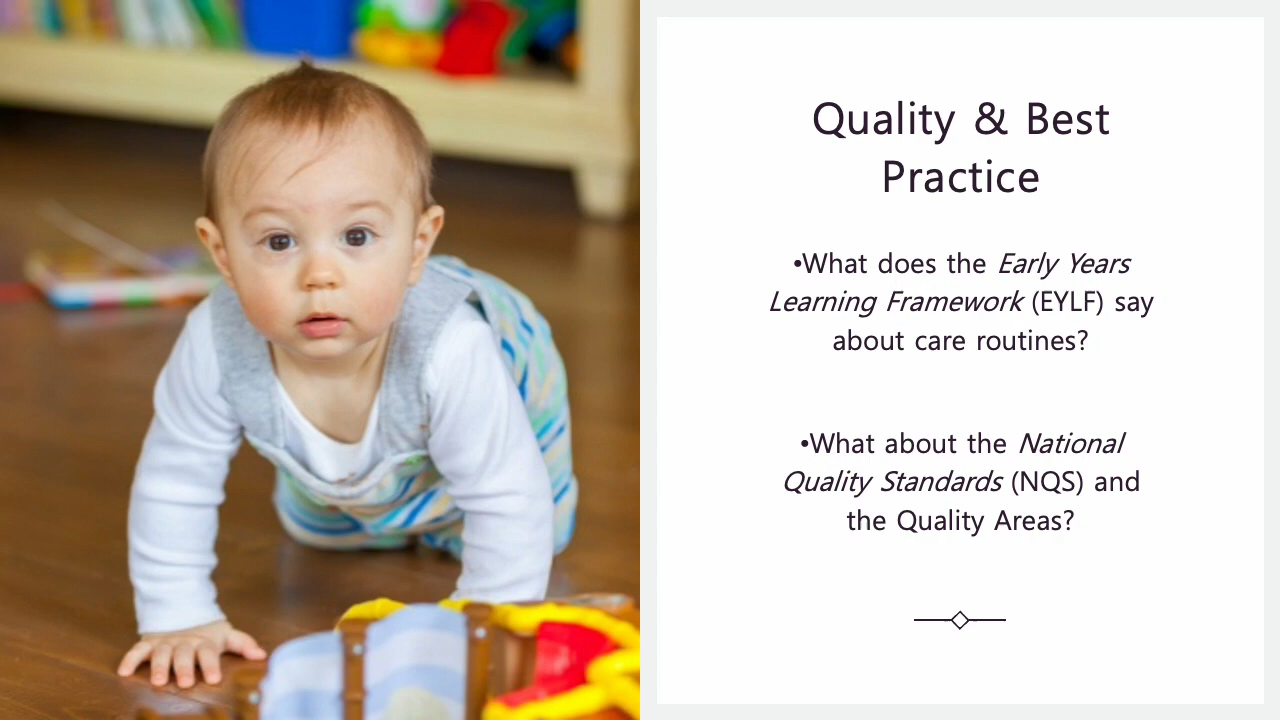 Quality & Best
Practice
•What does the Early Years
Learning Framework (EYLF) say
about care routines?
•What about the National
Quality Standards (NQS) and
the Quality Areas?